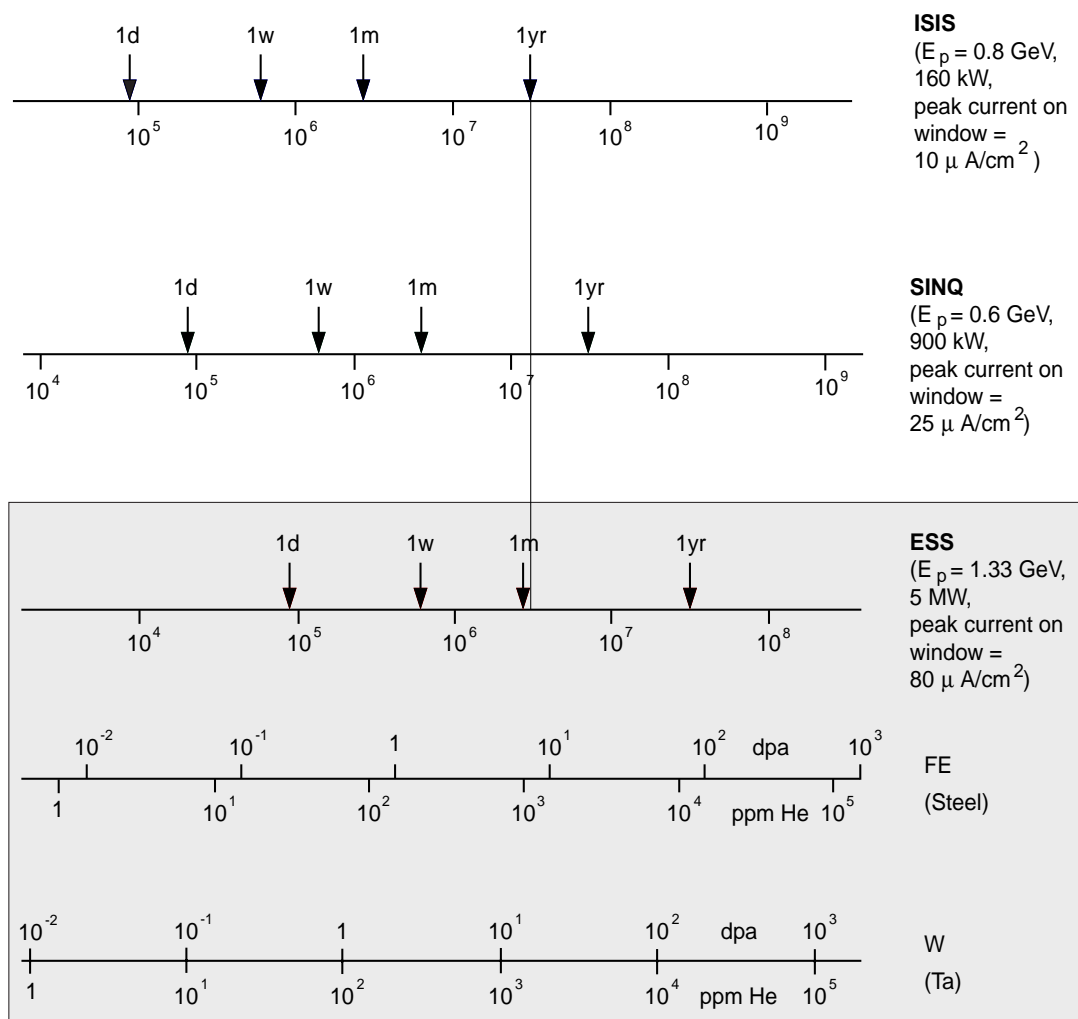 1d 1w 1m 1yr
10^5 10^6 10^7 10^8 10^9
ISIS
(E p = 0.8 GeV,
160 kW,
peak current on
window =
10 μ A/cm^2 )
1d 1w 1m 1yr
10^4 10^5 10^6 10^7 10^8 10^9
SINQ
(E p = 0.6 GeV,
900 kW,
peak current on
window =
25 μ A/cm^2)
1d 1w 1m 1yr
10^4 10^5 10^6 10^7 10^8
ESS
(E p = 1.33 GeV,
5 MW,
peak current on
window =
80 μ A/cm^2)
10^-2 10^-1 1 10^1 10^2 dpa 10^3
1 10^1 10^2 10^3 10^4 ppm He 10^5
FE
(Steel)
10^-2 10^-1 1 10^1 10^2 dpa 10^3
1 10^1 10^2 10^3 10^4 ppm He 10^5
W
(Ta)